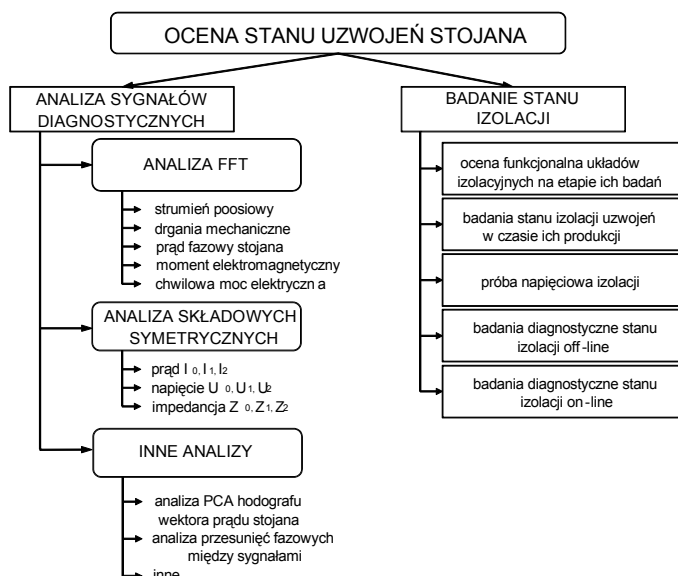 OCENA STANU UZWOJEŃ STOJANA
ANALIZA SYGNAŁÓW
DIAGNOSTYCZNYCH
ANALIZA FFT
strumień poosiowy
drgania mechaniczne
prąd fazowy stojana
moment elektromagnetyczny
chwilowa moc elektryczn a
ANALIZA SKŁADOWYCH
SYMETRYCZNYCH
prąd I 0, I 1, I 2
napięcie U 0, U 1, U 2
impedancja Z 0, Z 1, Z 2
INNE ANALIZY
analiza PCA hodografu
wektora prądu stojana
analiza przesunięć fazowych
między sygnałami
inne
BADANIE STANU
IZOLACJI
ocena funkcjonalna układów
izolacyjnych na etapie ich badań
badania stanu izolacji uzwojeń
w czasie ich produkcji
próba napięciowa izolacji
badania diagnostyczne stanu
izolacji off-line
badania diagnostyczne stanu
izolacji on-line